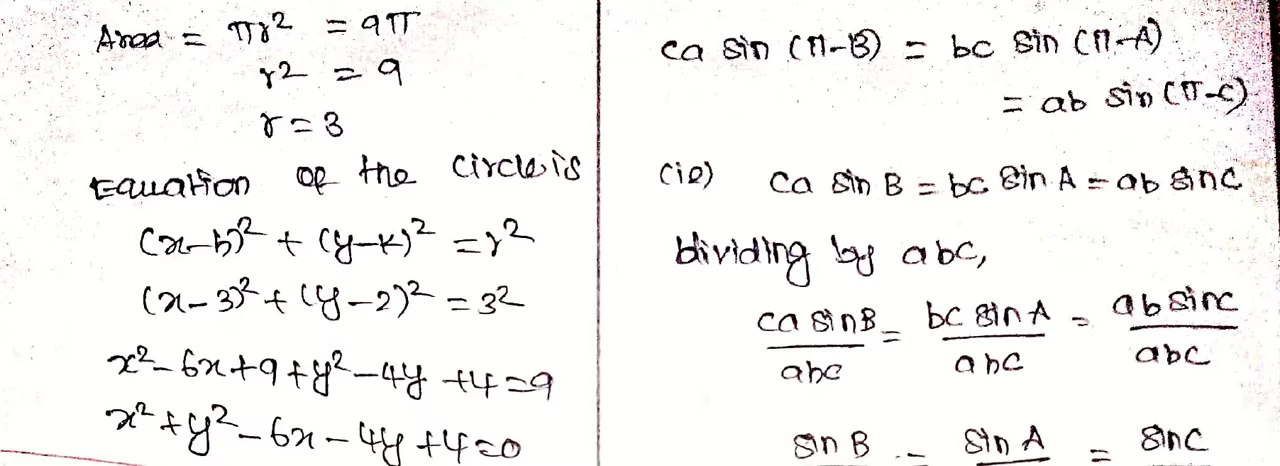 Area = πr² = 9π
r² = 9
r = 3
Equation of the circle is
(x-h)² + (y-k)² = r²
(x-3)² + (y-2)² = 3²
x² - 6x + 9 + y² - 4y + 4 = 9
x² + y² - 6x - 4y + 4 = 0
ca sin (π-B) = bc sin (π-A)
= ab sin (π-C)
(ie) ca sin B = bc sin A = ab sin C
dividing by abc,
ca sin B / abc = bc sin A / abc = ab sin C / abc
sin B = sin A = sin C